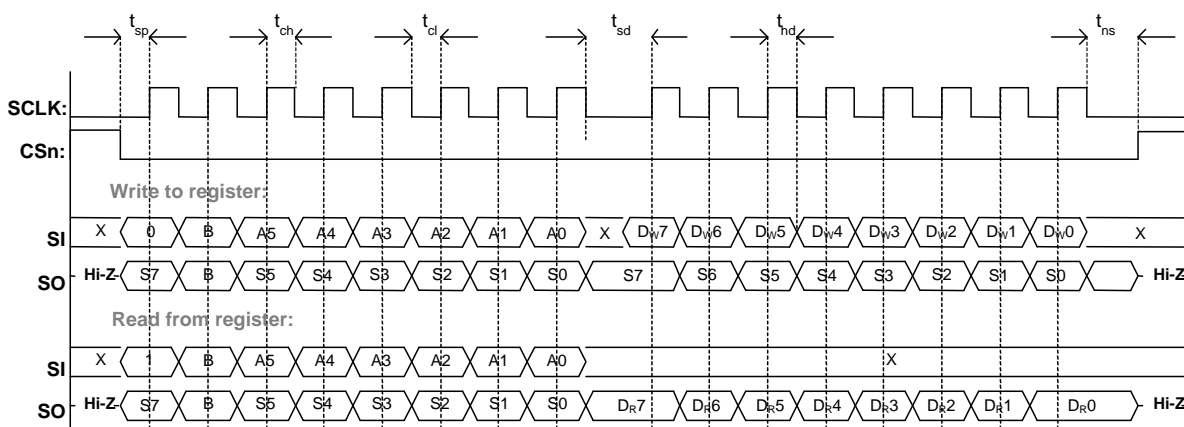 tsp tch tcl tsd thd tns
SCLK:
CSn:
Write to register:
SI X 0 B A5 A4 A3 A2 A1 A0 X DW7 DW6 DW5 DW4 DW3 DW2 DW1 DW0 X
SO Hi-Z S7 B S5 S4 S3 S2 S1 S0 S7 S6 S5 S4 S3 S2 S1 S0 Hi-Z
Read from register:
SI X 1 B A5 A4 A3 A2 A1 A0 X
SO Hi-Z S7 B S5 S4 S3 S2 S1 S0 DR7 DR6 DR5 DR4 DR3 DR2 DR1 DR0 Hi-Z